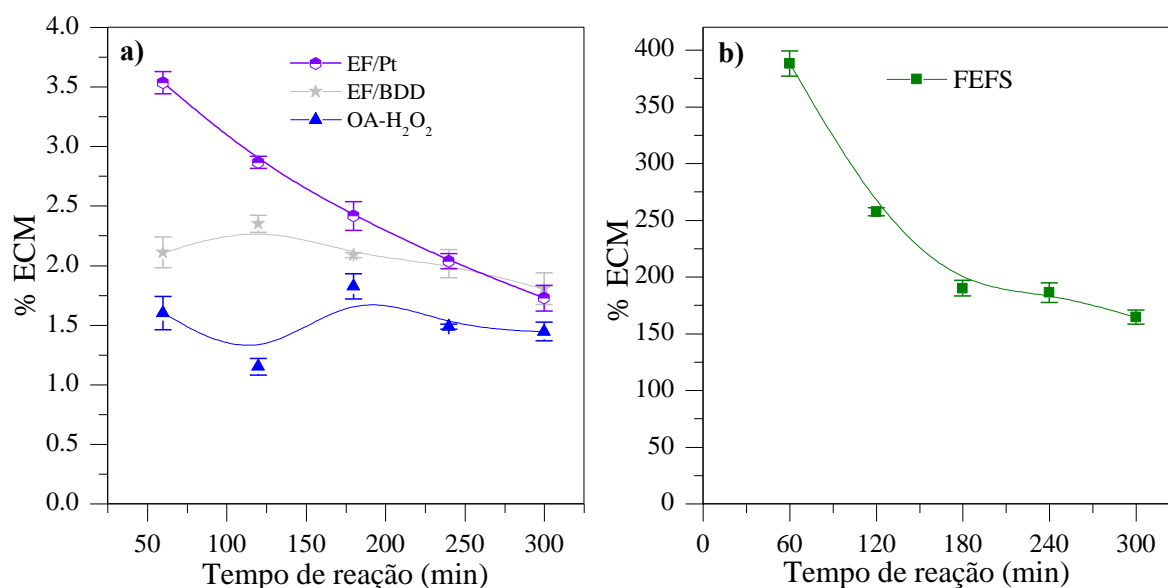 a)
EF/Pt
EF/BDD
OA-H₂O₂
% ECM
4.0
3.5
3.0
2.5
2.0
1.5
1.0
0.5
0.0
50 100 150 200 250 300
Tempo de reação (min)
b)
FEFS
% ECM
400
350
300
250
200
150
100
50
0
0 60 120 180 240 300
Tempo de reação (min)